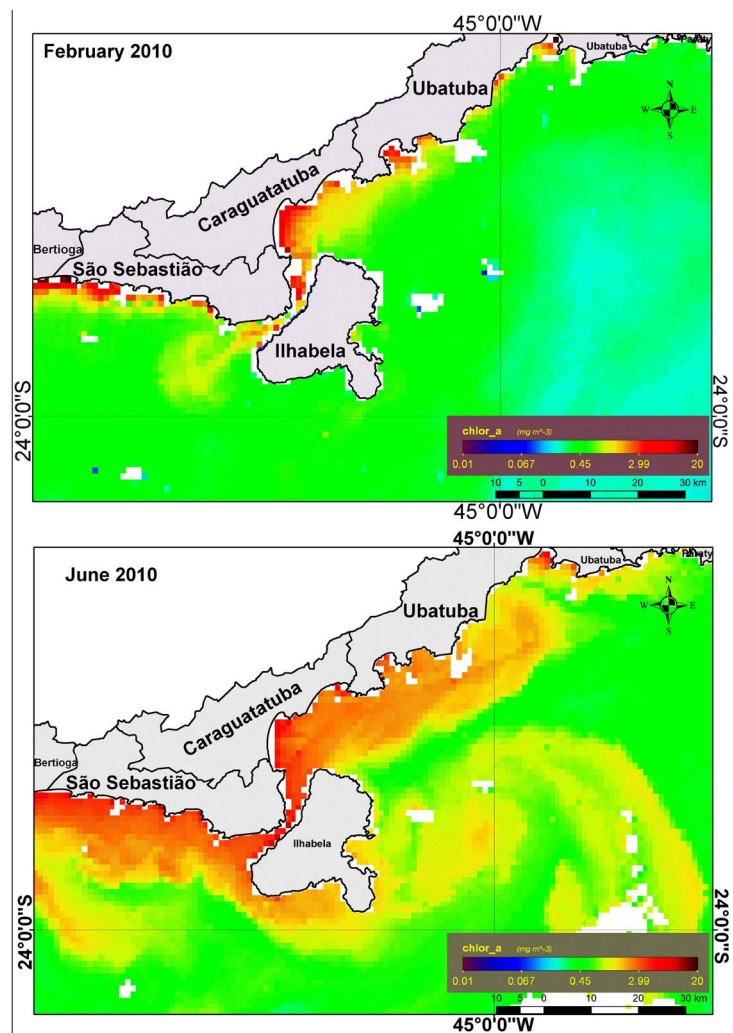 45°0'0"W
February 2010
Ubatuba
Paraty
Ubatuba
N
W E
S
Caraguatatuba
Bertioga
São Sebastião
Ilhabela
24°0'0"S
24°0'0"S
chlor_a (mg m^-3)
0.01 0.067 0.45 2.99 20
10 5 0 10 20 30 km
45°0'0"W
45°0'0"W
June 2010
Ubatuba
Paraty
Ubatuba
N
W E
S
Caraguatatuba
Bertioga
São Sebastião
Ilhabela
24°0'0"S
24°0'0"S
chlor_a (mg m^-3)
0.01 0.067 0.45 2.99 20
10 5 0 10 20 30 km
45°0'0"W